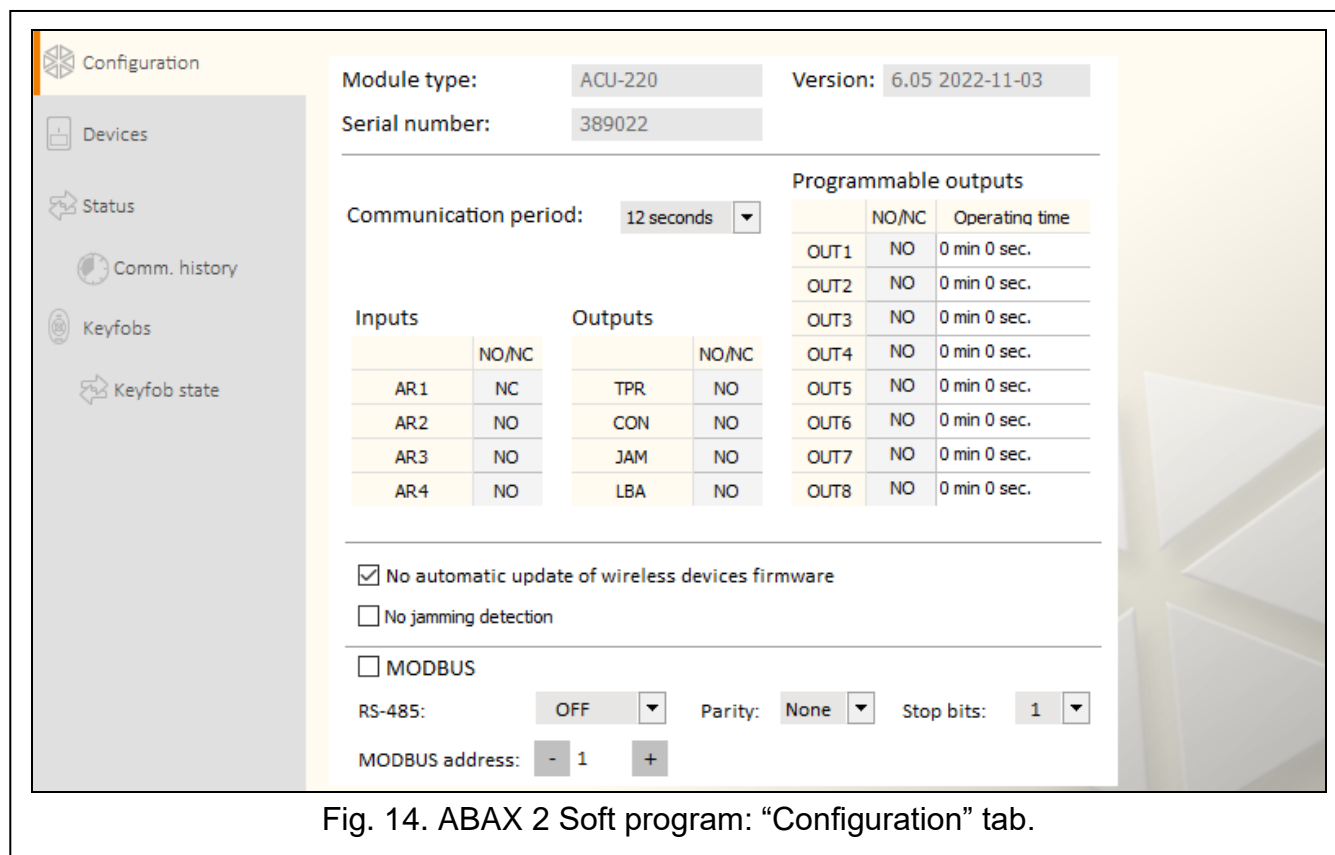 Configuration
Devices
Status
Comm. history
Keyfobs
Keyfob state
Module type: ACU-220 Version: 6.05 2022-11-03
Serial number: 389022
Programmable outputs
NO/NC Operating time
OUT1 NO 0 min 0 sec.
OUT2 NO 0 min 0 sec.
OUT3 NO 0 min 0 sec.
OUT4 NO 0 min 0 sec.
OUT5 NO 0 min 0 sec.
OUT6 NO 0 min 0 sec.
OUT7 NO 0 min 0 sec.
OUT8 NO 0 min 0 sec.
Communication period: 12 seconds
Inputs
NO/NC
AR1 NC
AR2 NO
AR3 NO
AR4 NO
Outputs
NO/NC
TPR NO
CON NO
JAM NO
LBA NO
No automatic update of wireless devices firmware
No jamming detection
MODBUS
RS-485: OFF Parity: None Stop bits: 1
MODBUS address: - 1 +
Fig. 14. ABAX 2 Soft program: “Configuration” tab.